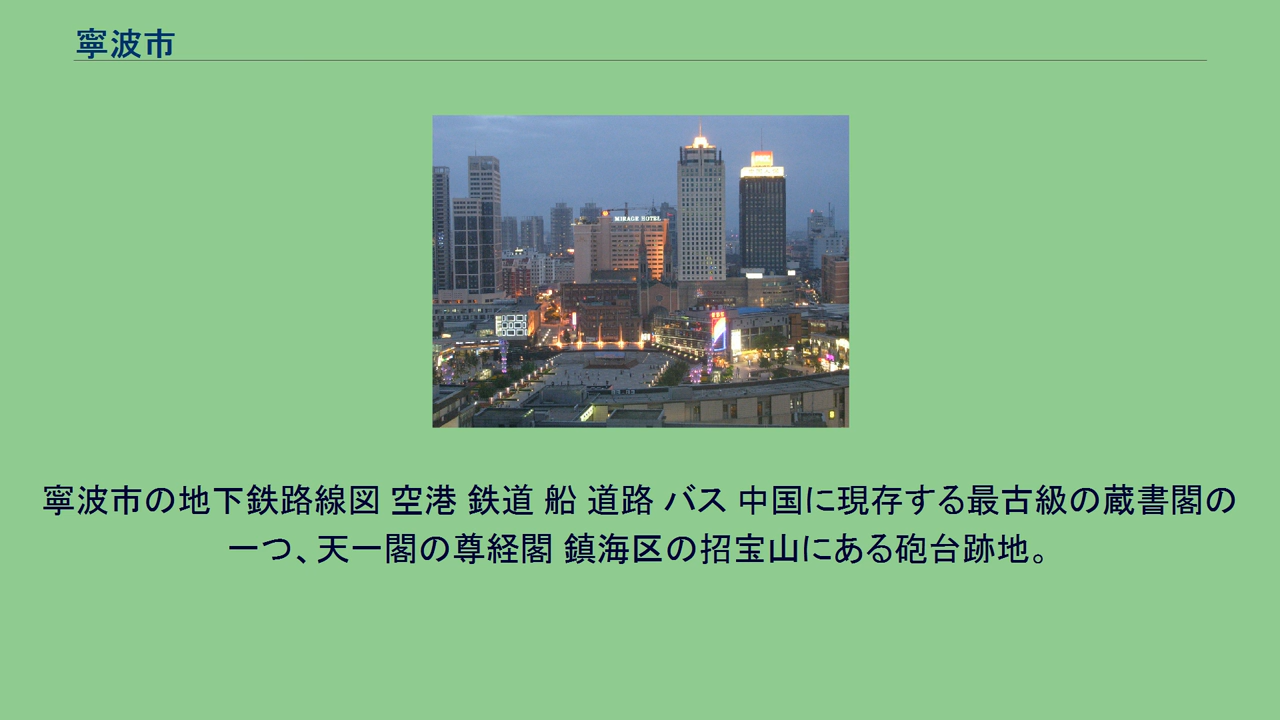 寧波市
MIRAGE HOTEL
寧波市の地下鉄路線図 空港 鉄道 船 道路 バス 中国に現存する最古級の蔵書閣の
一つ、天一閣の尊経閣 鎮海区の招宝山にある砲台跡地。